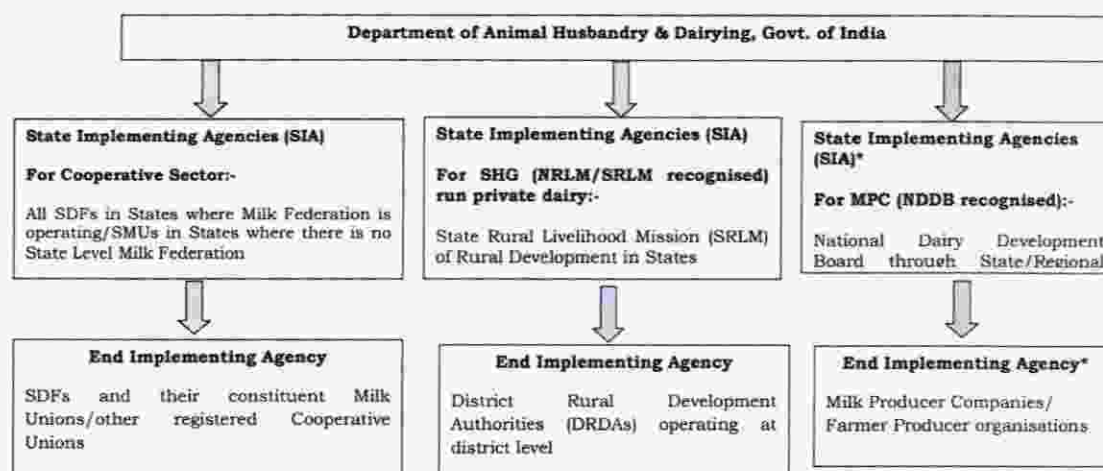 Department of Animal Husbandry & Dairying, Govt. of India
State Implementing Agencies (SIA)
For Cooperative Sector:-
All SDFs in States where Milk Federation is
operating/SMUs in States where there is no
State Level Milk Federation
State Implementing Agencies (SIA)
For SHG (NRLM/SRLM recognised)
run private dairy:-
State Rural Livelihood Mission (SRLM)
of Rural Development in States
State Implementing Agencies
(SIA)*
For MPC (NDDB recognised):-
National Dairy Development
Board through State/Regional
End Implementing Agency
SDFs and their constituent Milk
Unions/other registered Cooperative
Unions
End Implementing Agency
District Rural Development
Authorities (DRDAs) operating at
district level
End Implementing Agency*
Milk Producer Companies/
Farmer Producer organisations